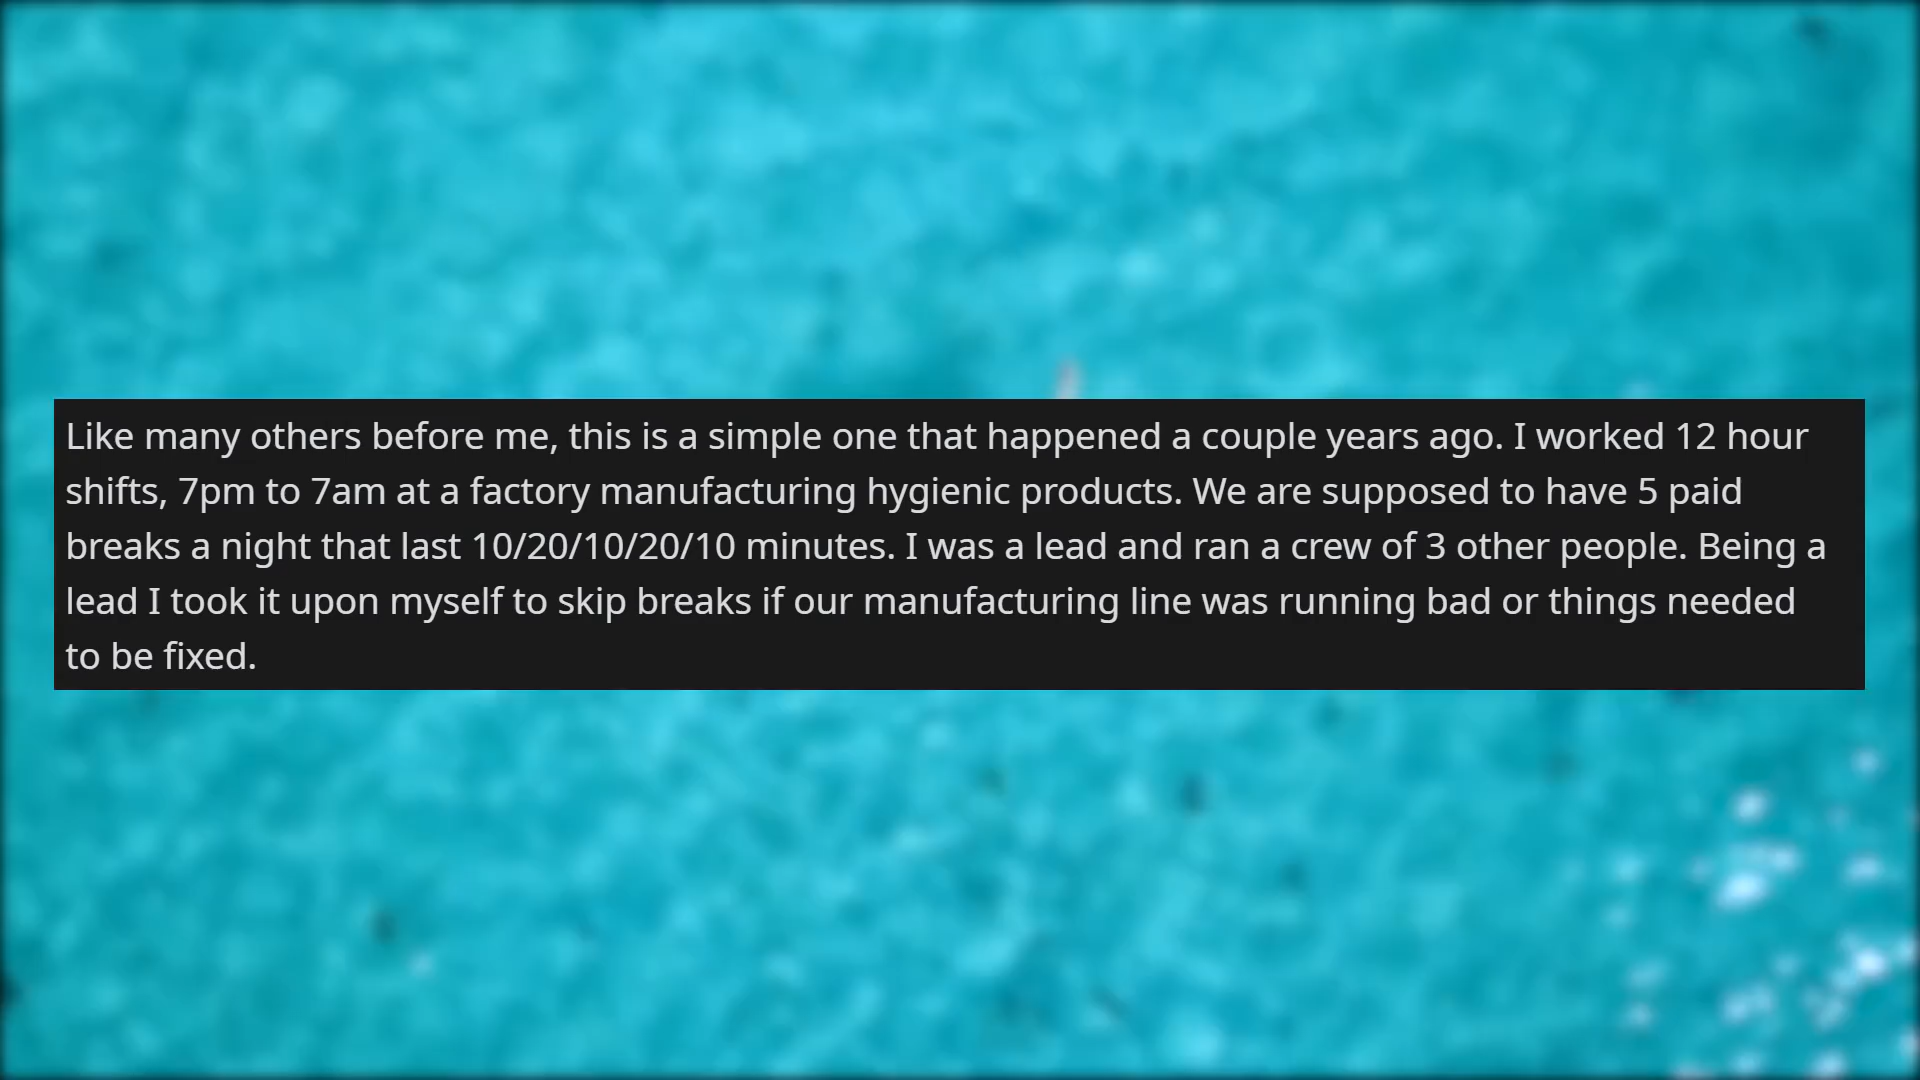 Like many others before me, this is a simple one that happened a couple years ago. I worked 12 hour
shifts, 7pm to 7am at a factory manufacturing hygienic products. We are supposed to have 5 paid
breaks a night that last 10/20/10/20/10 minutes. I was a lead and ran a crew of 3 other people. Being a
lead I took it upon myself to skip breaks if our manufacturing line was running bad or things needed
to be fixed.